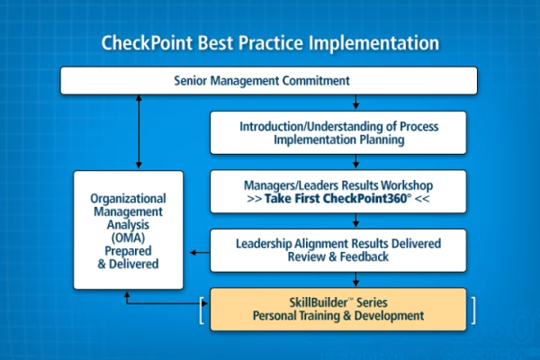 CheckPoint Best Practice Implementation
Senior Management Commitment
Introduction/Understanding of Process
Implementation Planning
Managers/Leaders Results Workshop
>> Take First CheckPoint360° <<
Organizational
Management
Analysis
(OMA)
Prepared
& Delivered
Leadership Alignment Results Delivered
Review & Feedback
SkillBuilder™ Series
Personal Training & Development